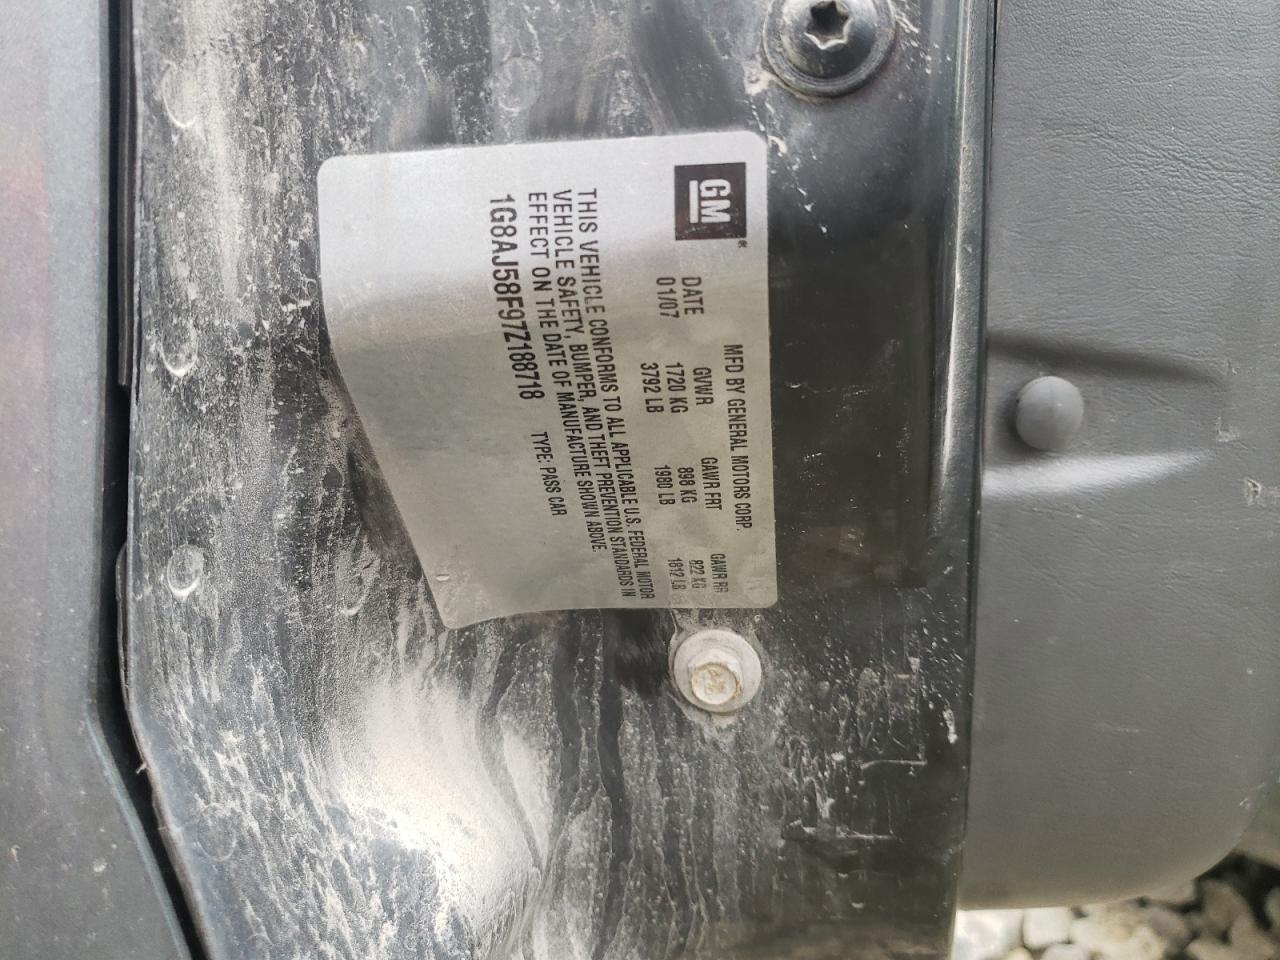 GM®
MFD BY GENERAL MOTORS CORP.
DATE GVWR GAWR FRT GAWR RR
01/07 1720 KG 898 KG 822 KG
3792 LB 1980 LB 1812 LB
THIS VEHICLE CONFORMS TO ALL APPLICABLE U.S. FEDERAL MOTOR
VEHICLE SAFETY, BUMPER, AND THEFT PREVENTION STANDARDS IN
EFFECT ON THE DATE OF MANUFACTURE SHOWN ABOVE.
1G8AJ58F97Z188718 TYPE: PASS CAR